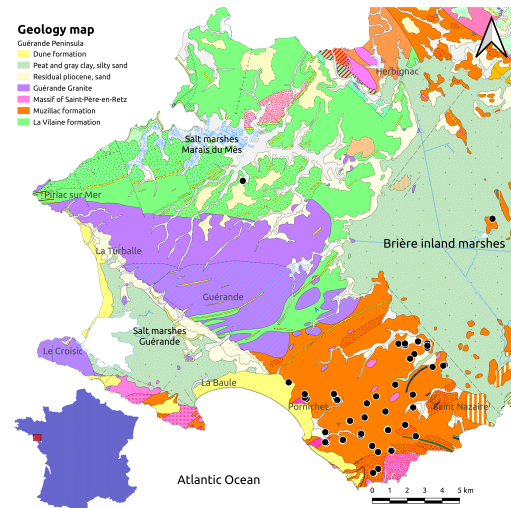 Geology map
Guérande Peninsula
Dune formation
Peat and gray clay, silty sand
Residual pliocene, sand
Guérande Granite
Massif of Saint-Père-en-Retz
Muzillac formation
La Vilaine formation
Herbignac
Salt marshes
Marais du Mès
Piriac sur Mer
Brière inland marshes
La Turballe
Guérande
Salt marshes
Guérande
Le Croisic
La Baule
Pornichet
Saint Nazaire
Atlantic Ocean
0 1 2 3 4 5 km